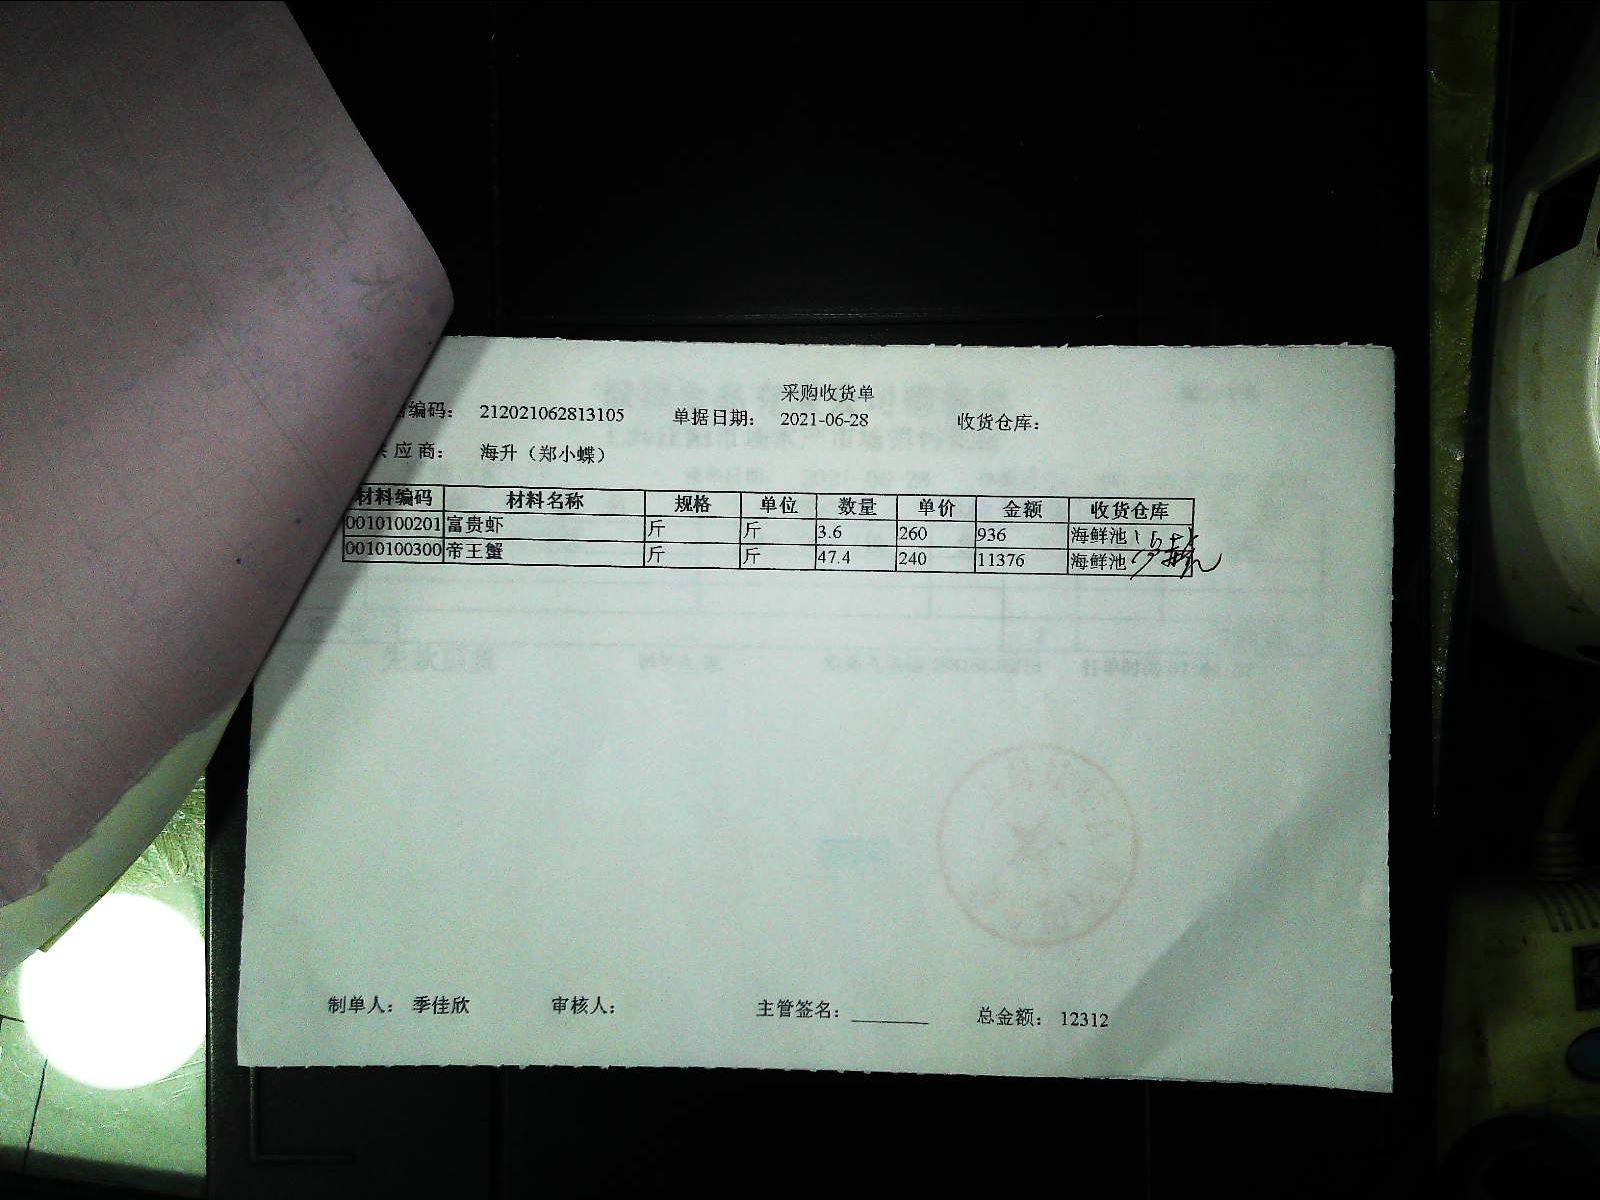 采购收货单
编码： 212021062813105 单据日期： 2021-06-28 收货仓库：
应商： 海升（郑小蝶）
材料编码 材料名称 规格 单位 数量 单价 金额 收货仓库
0010100201 富贵虾 斤 斤 3.6 260 936 海鲜池
0010100300 帝王蟹 斤 斤 47.4 240 11376 海鲜池
制单人： 季佳欣 审核人： 主管签名： 总金额： 12312